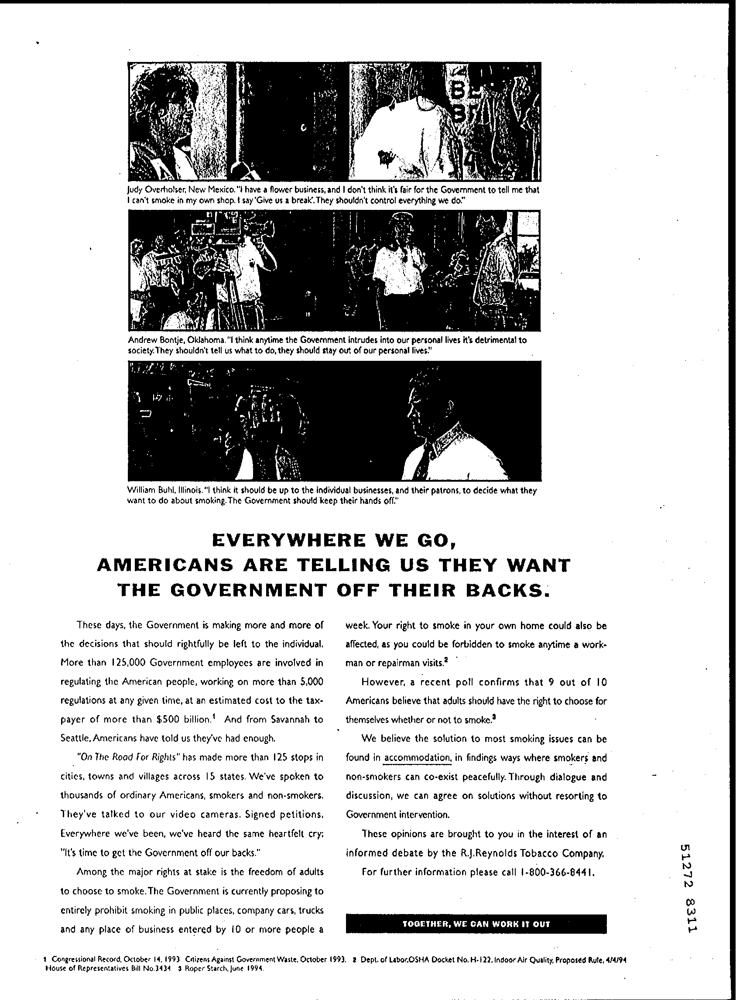 BE
Judy Overholser, New Mexico. "I have a flower business, and I don't think it's fair for the Government to tell me that
I can't smoke in my own shop. I say 'Give us a break'. They shouldn't control everything we do."
Andrew Bontje, Oklahoma. "I think anytime the Government intrudes into our personal lives it's detrimental to
society. They shouldn't tell us what to do, they should stay out of our personal lives."
William Buhl, Illinois. "I think it should be up to the individual businesses, and their patrons, to decide what they
want to do about smoking. The Government should keep their hands off."
EVERYWHERE WE GO,
AMERICANS ARE TELLING US THEY WANT
THE GOVERNMENT OFF THEIR BACKS.
These days, the Government is making more and more of
the decisions that should rightfully be left to the individual.
More than 125,000 Government employees are involved in
regulating the American people, working on more than 5,000
regulations at any given time, at an estimated cost to the tax-
payer of more than $500 billion.1 And from Savannah to
Seattle, Americans have told us they've had enough.
"On The Road For Rights" has made more than 125 stops in
cities, towns and villages across 15 states. We've spoken to
thousands of ordinary Americans, smokers and non-smokers.
They've talked to our video cameras. Signed petitions.
Everywhere we've been, we've heard the same heartfelt cry;
"It's time to get the Government off our backs."
Among the major rights at stake is the freedom of adults
to choose to smoke. The Government is currently proposing to
entirely prohibit smoking in public places, company cars, trucks
and any place of business entered by 10 or more people a
week. Your right to smoke in your own home could also be
affected, as you could be forbidden to smoke anytime a work-
man or repairman visits.2
However, a recent poll confirms that 9 out of 10
Americans believe that adults should have the right to choose for
themselves whether or not to smoke.3
We believe the solution to most smoking issues can be
found in accommodation, in findings ways where smokers and
non-smokers can co-exist peacefully. Through dialogue and
discussion, we can agree on solutions without resorting to
Government intervention.
These opinions are brought to you in the interest of an
informed debate by the R.J.Reynolds Tobacco Company.
For further information please call 1-800-366-8441.
TOGETHER, WE CAN WORK IT OUT
1 Congressional Record, October 14, 1993 Citizens Against Government Waste, October 1993. 2 Dept. of Labor, OSHA Docket No. H-122, Indoor Air Quality, Proposed Rule, 4/4/94
House of Representatives Bill No.3434 3 Roper Starch, June 1994.
51272 8311